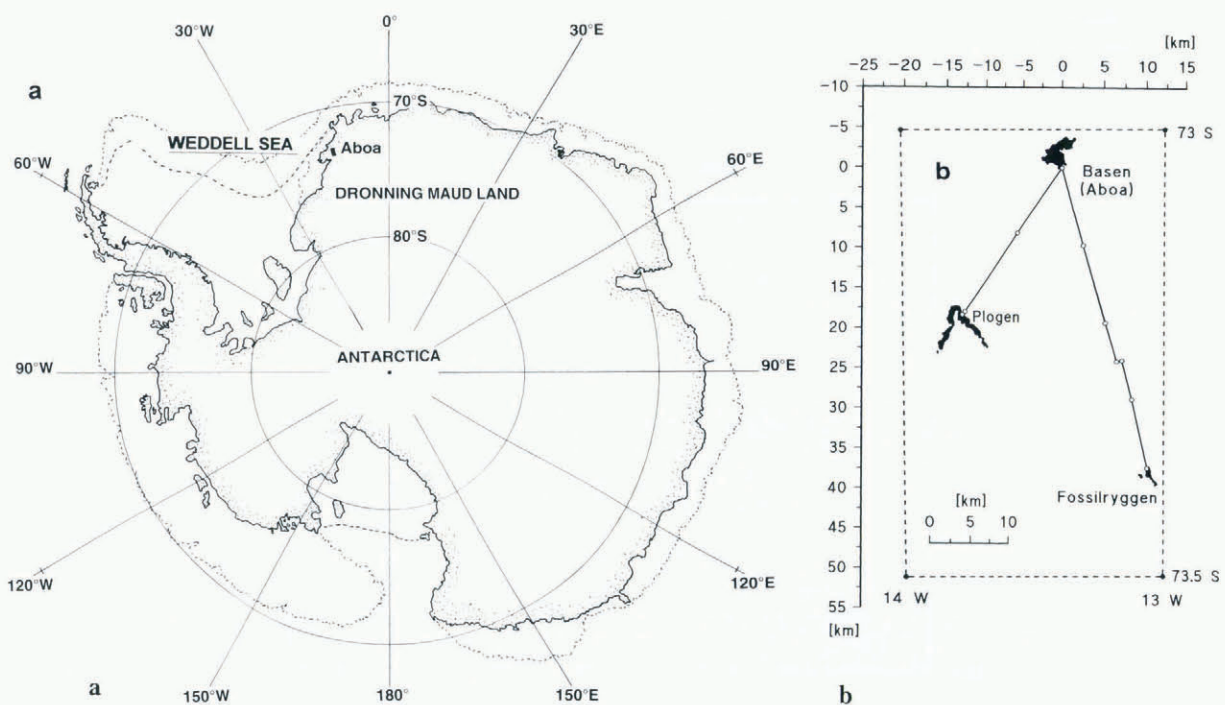 a
0°
30°W
30°E
70°S
WEDDELL SEA
Aboa
60°W
60°E
DRONNING MAUD LAND
80°S
ANTARCTICA
90°W
90°E
120°W
120°E
150°W
180°
150°E
a
[km]
-25 -20 -15 -10 -5 0 5 10 15
-10
-5
0
5
10
15
20
25
30
35
40
45
50
55
[km]
73 S
b
Basen
(Aboa)
Plogen
Fossilryggen
[km]
0 5 10
73.5 S
14 W
13 W
b